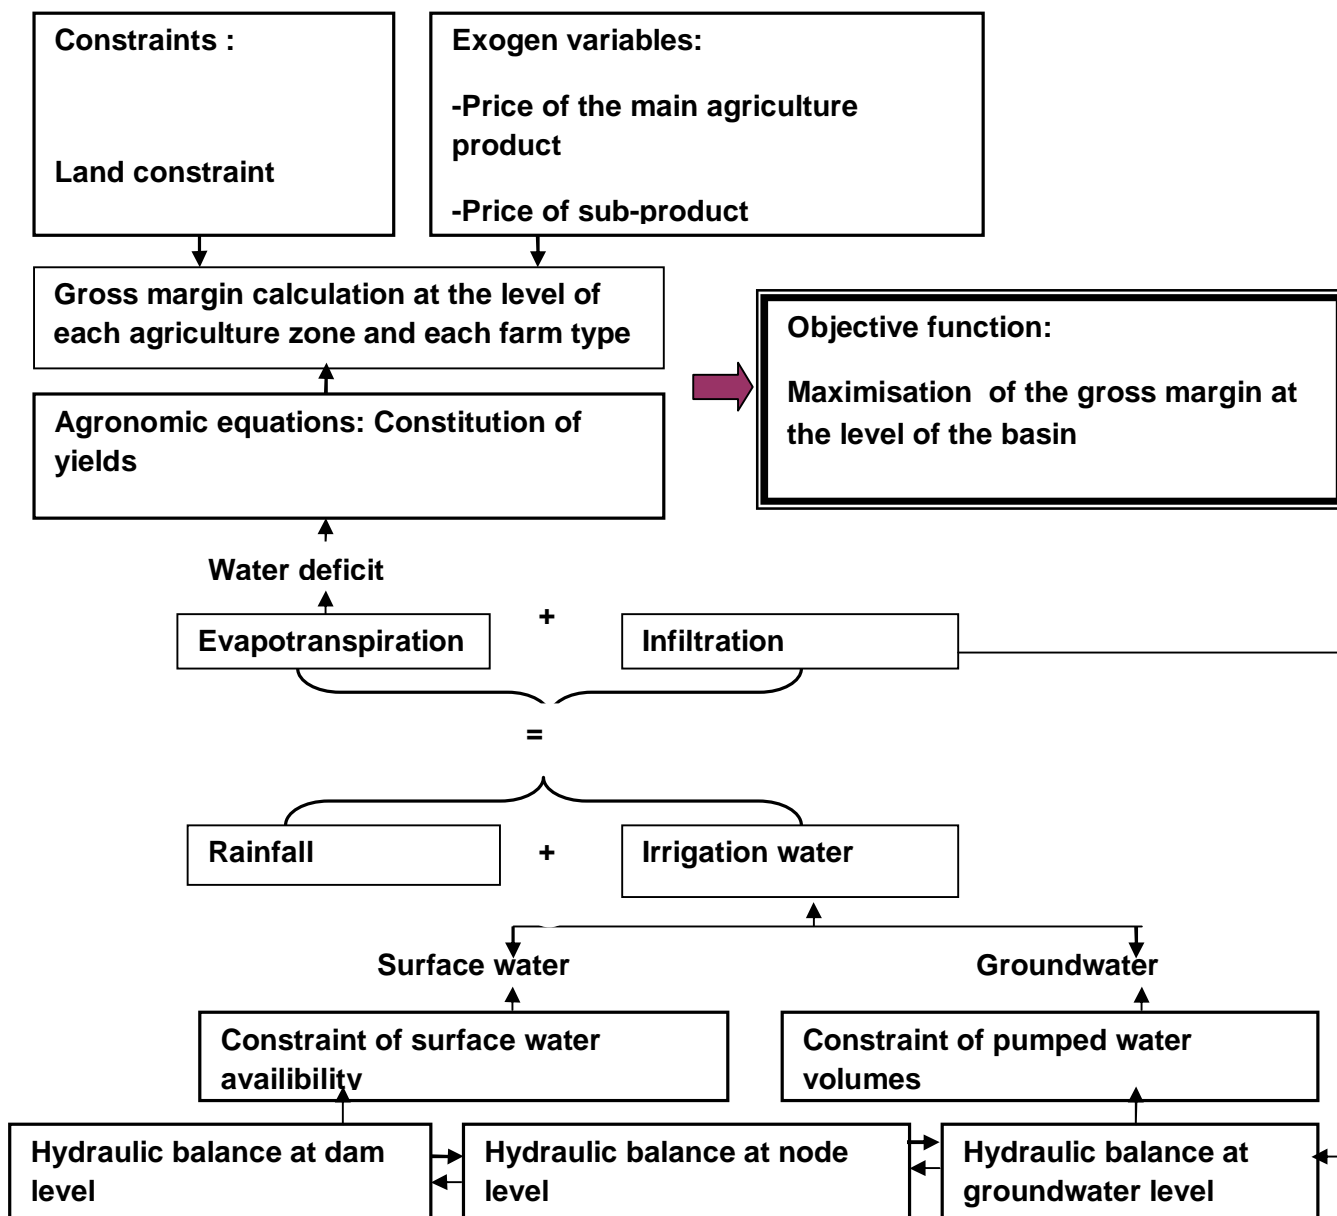 Constraints :
Land constraint
Exogen variables:
-Price of the main agriculture
product
-Price of sub-product
Gross margin calculation at the level of
each agriculture zone and each farm type
Objective function:
Maximisation of the gross margin at
the level of the basin
Agronomic equations: Constitution of
yields
Water deficit
+
Evapotranspiration
Infiltration
=
Rainfall
+
Irrigation water
Surface water
Groundwater
Constraint of surface water
availibility
Constraint of pumped water
volumes
Hydraulic balance at dam
level
Hydraulic balance at node
level
Hydraulic balance at
groundwater level